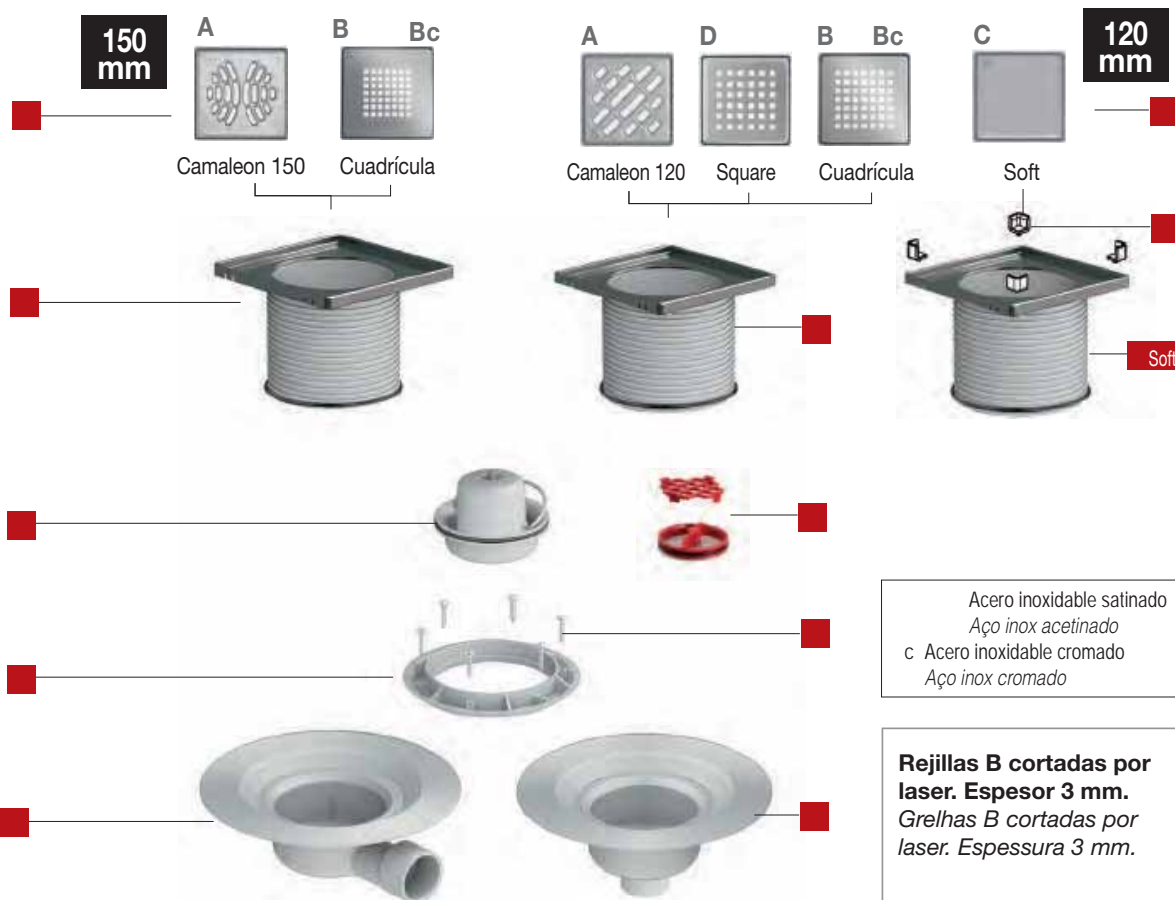 150
mm
A
B Bc
A
D
B Bc
C
120
mm
Camaleon 150
Cuadrícula
Camaleon 120
Square
Cuadrícula
Soft
Soft
Acero inoxidable satinado
Aço inox acetinado
c Acero inoxidable cromado
Aço inox cromado
Rejillas B cortadas por
laser. Espesor 3 mm.
Grelhas B cortadas por
laser. Espessura 3 mm.